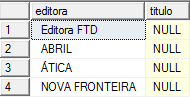 editora titulo
1 Editora FTD NULL
2 ABRIL NULL
3 ÁTICA NULL
4 NOVA FRONTEIRA NULL